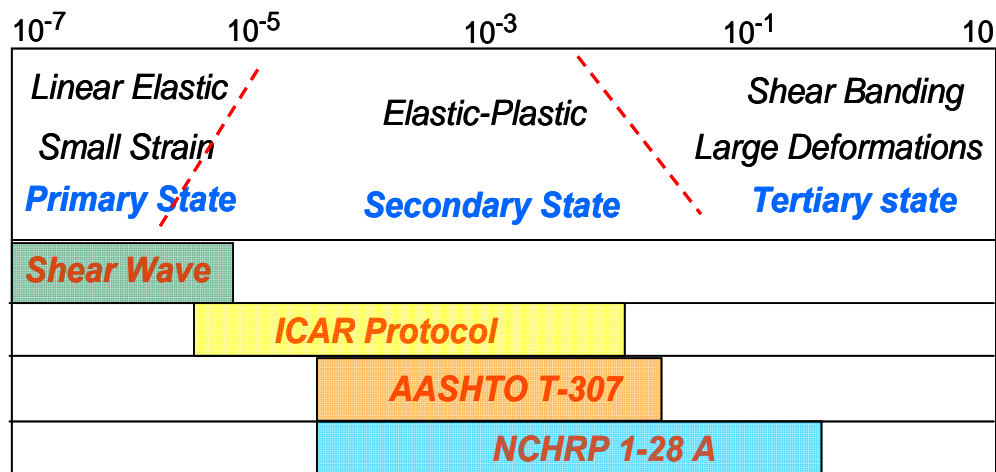 10⁻⁷ 10⁻⁵ 10⁻³ 10⁻¹ 10
Linear Elastic
Small Strain
Primary State
Elastic-Plastic
Secondary State
Shear Banding
Large Deformations
Tertiary state
Shear Wave
ICAR Protocol
AASHTO T-307
NCHRP 1-28 A